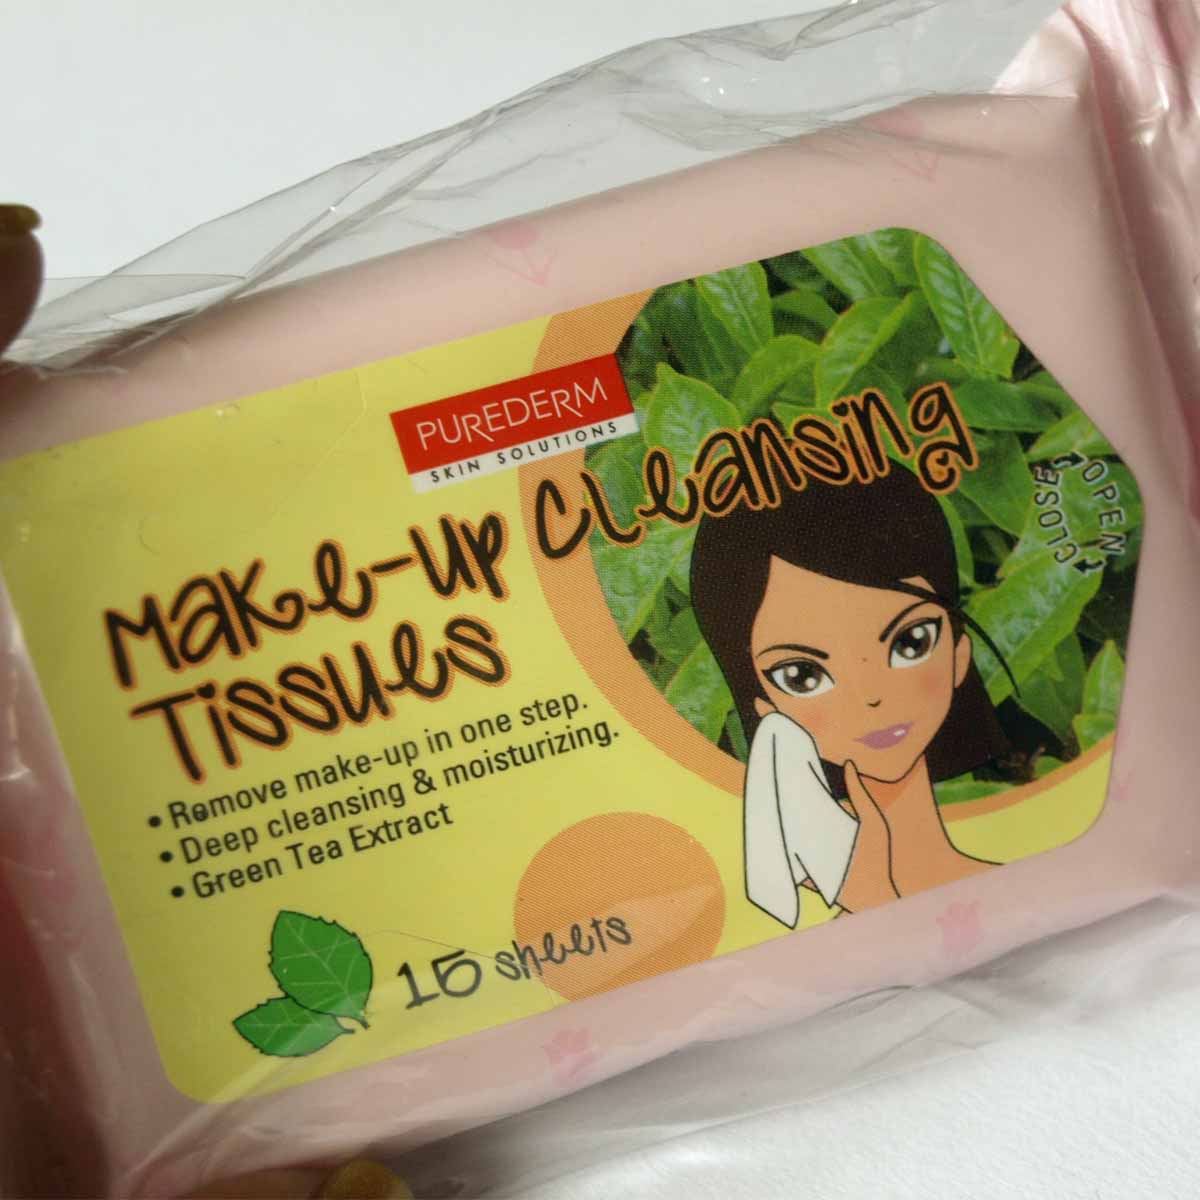 PUREDERM
SKIN SOLUTIONS
Make-up Cleansing
Tissues
• Remove make-up in one step.
• Deep cleansing & moisturizing.
• Green Tea Extract
15 sheets
OPEN
CLOSE